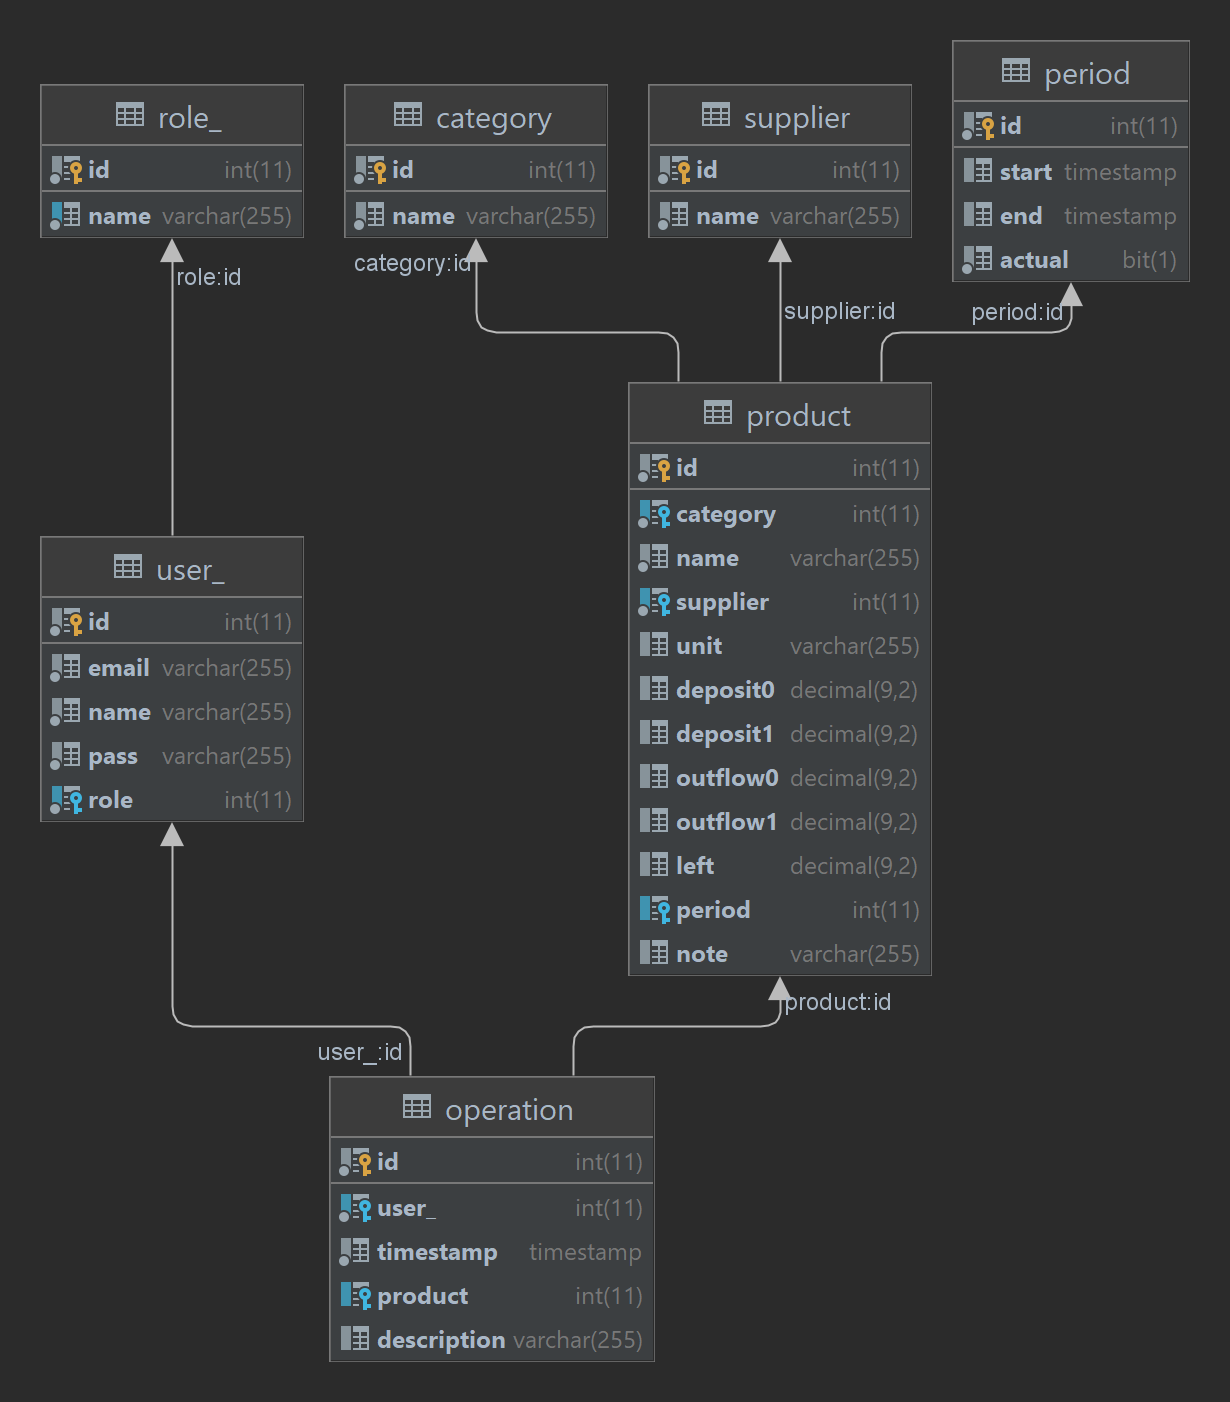 role_
id int(11)
name varchar(255)
category
id int(11)
name varchar(255)
supplier
id int(11)
name varchar(255)
period
id int(11)
start timestamp
end timestamp
actual bit(1)
role:id
category:id
supplier:id
period:id
product
id int(11)
category int(11)
name varchar(255)
supplier int(11)
unit varchar(255)
deposit0 decimal(9,2)
deposit1 decimal(9,2)
outflow0 decimal(9,2)
outflow1 decimal(9,2)
left decimal(9,2)
period int(11)
note varchar(255)
user_
id int(11)
email varchar(255)
name varchar(255)
pass varchar(255)
role int(11)
product:id
user_:id
operation
id int(11)
user_ int(11)
timestamp timestamp
product int(11)
description varchar(255)